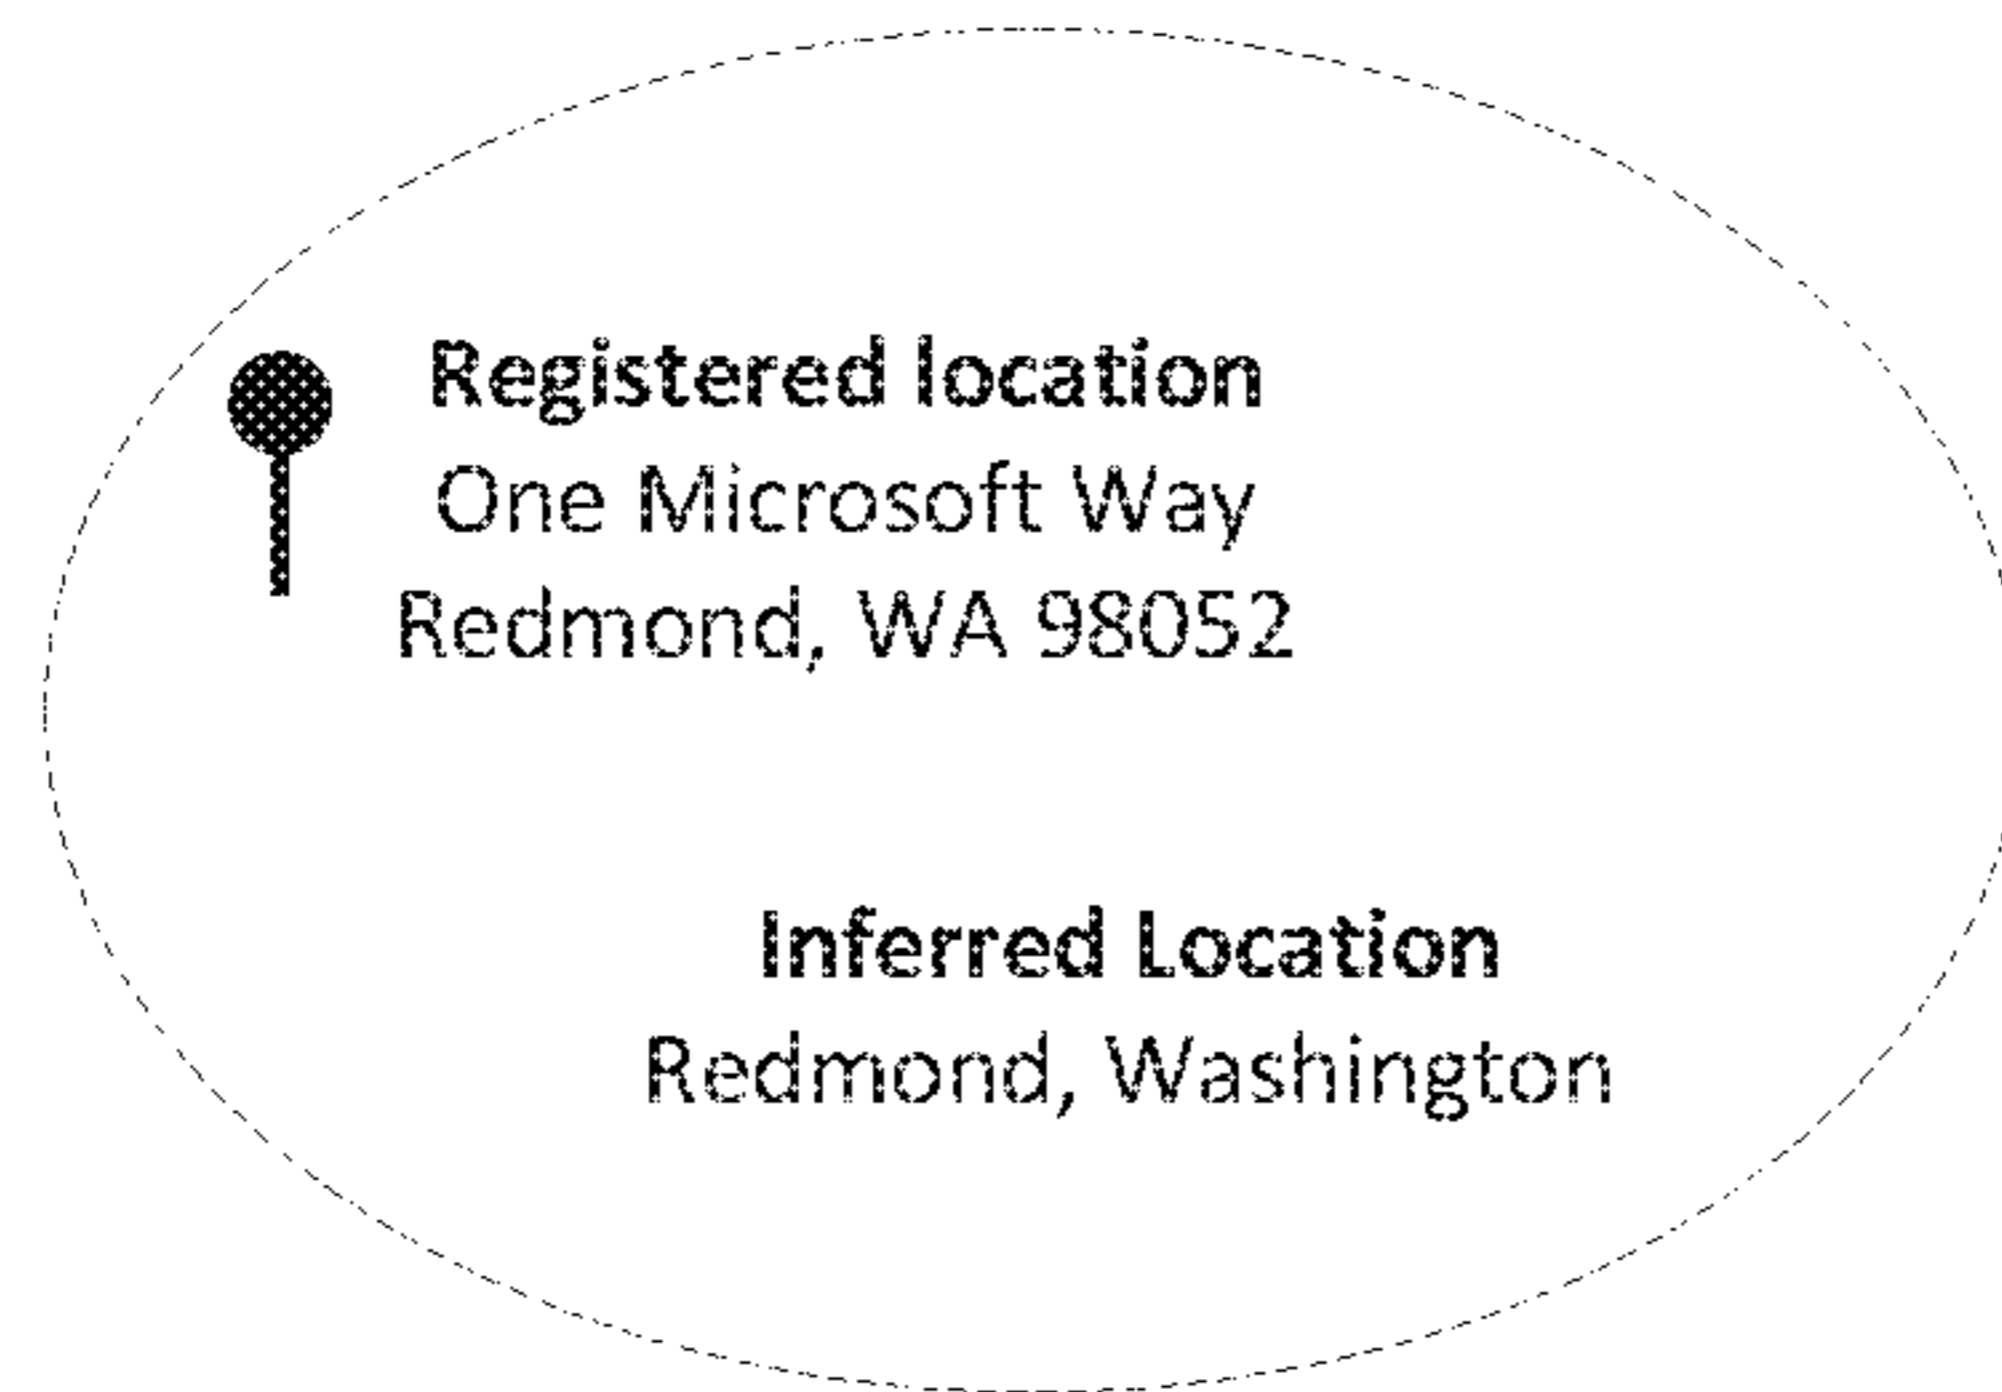 Registered location
One Microsoft Way
Redmond, WA 98052
Inferred Location
Redmond, Washington